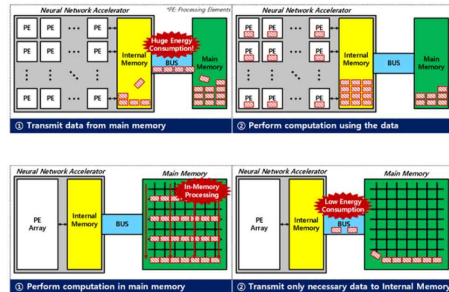 Neural Network Accelerator
*PE: Processing Elements
PE PE ... PE
Internal Memory
Huge Energy Consumption!
BUS
Main Memory
PE PE ... PE
PE PE ... PE
① Transmit data from main memory
Neural Network Accelerator
PE PE ... PE
Internal Memory
BUS
Main Memory
PE PE ... PE
PE PE ... PE
② Perform computation using the data
Neural Network Accelerator
Main Memory
PE Array
Internal Memory
BUS
In-Memory Processing
① Perform computation in main memory
Neural Network Accelerator
Main Memory
PE Array
Internal Memory
Low Energy Consumption
BUS
② Transmit only necessary data to Internal Memory